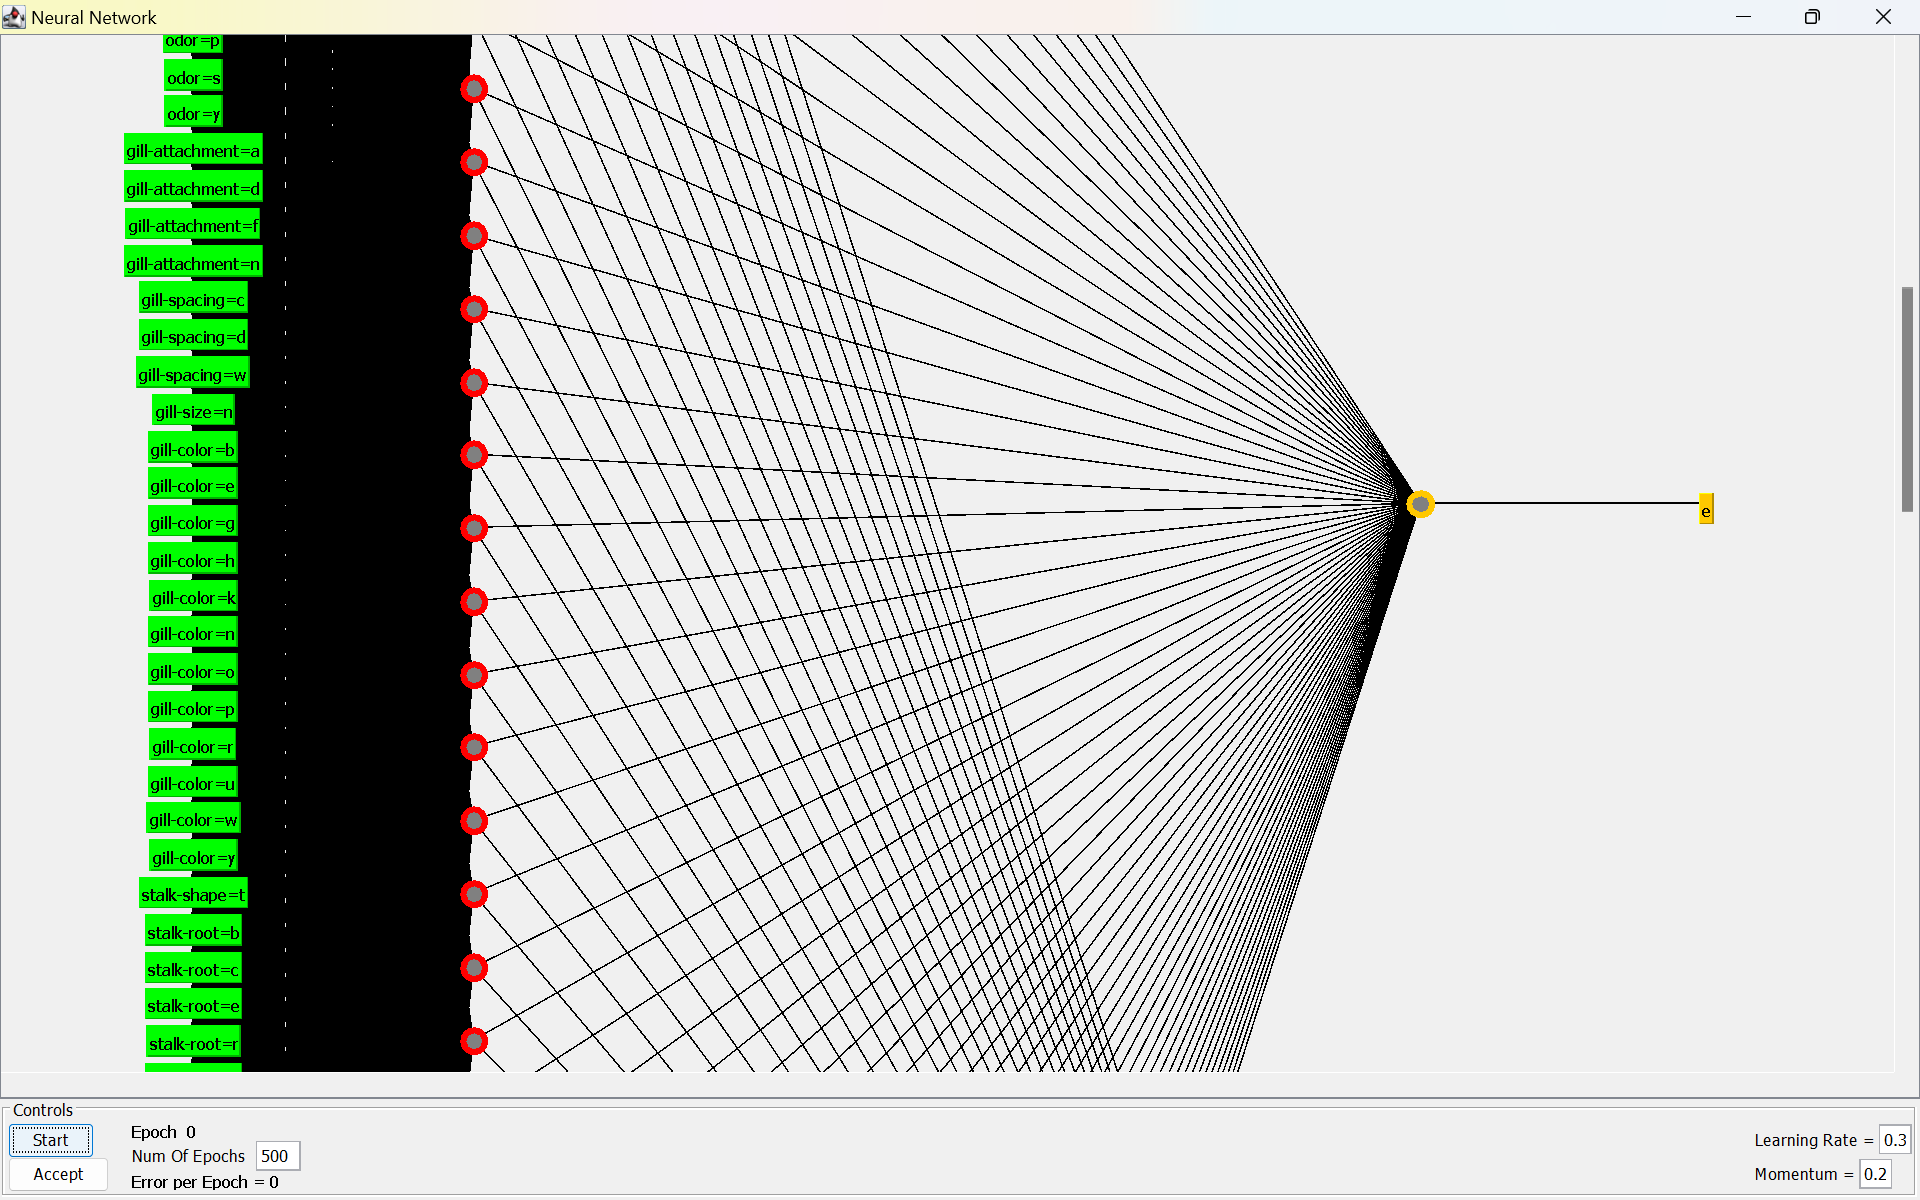 Neural Network
odor=p
odor=s
odor=y
gill-attachment=a
gill-attachment=d
gill-attachment=f
gill-attachment=n
gill-spacing=c
gill-spacing=d
gill-spacing=w
gill-size=n
gill-color=b
gill-color=e
gill-color=g
gill-color=h
gill-color=k
gill-color=n
gill-color=o
gill-color=p
gill-color=r
gill-color=u
gill-color=w
gill-color=y
stalk-shape=t
stalk-root=b
stalk-root=c
stalk-root=e
stalk-root=r
e
Controls
Start
Accept
Epoch 0
Num Of Epochs 500
Error per Epoch = 0
Learning Rate = 0.3
Momentum = 0.2